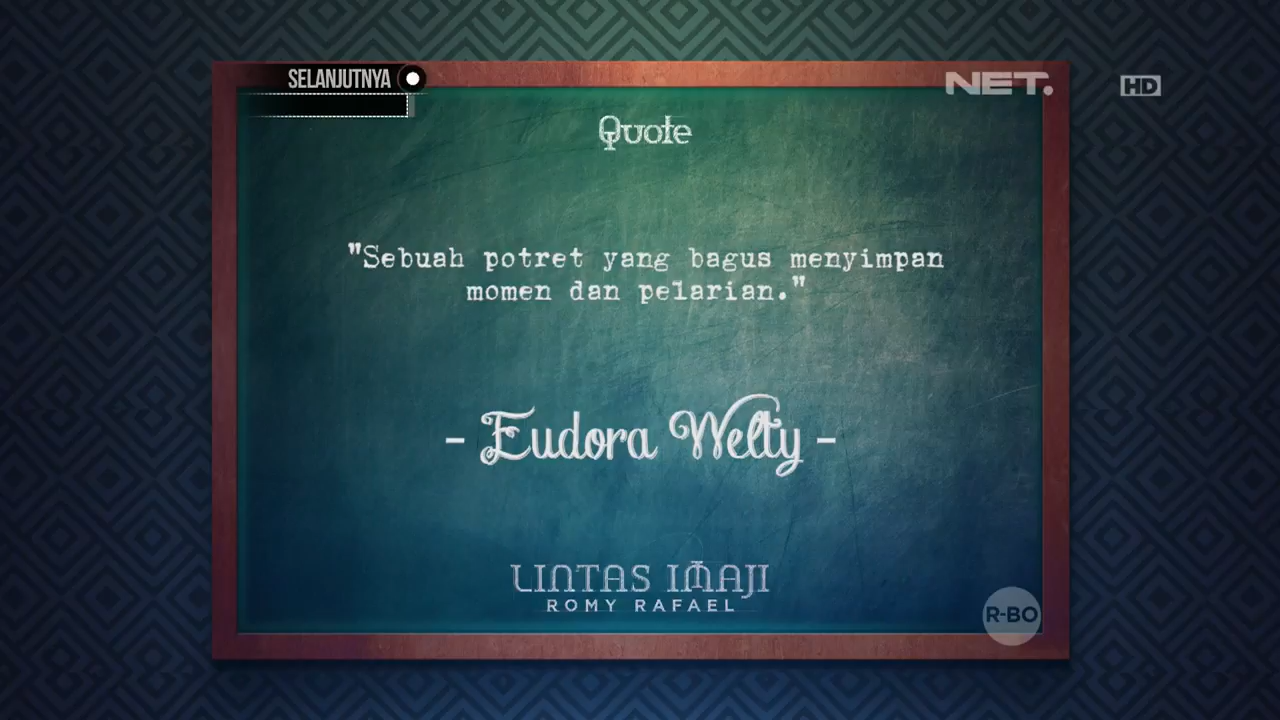 SELANJUTNYA
NET.
HD
Quote
"Sebuah potret yang bagus menyimpan
momen dan pelarian."
- Eudora Welty -
LINTAS IMAJI
ROMY RAFAEL
R-BO